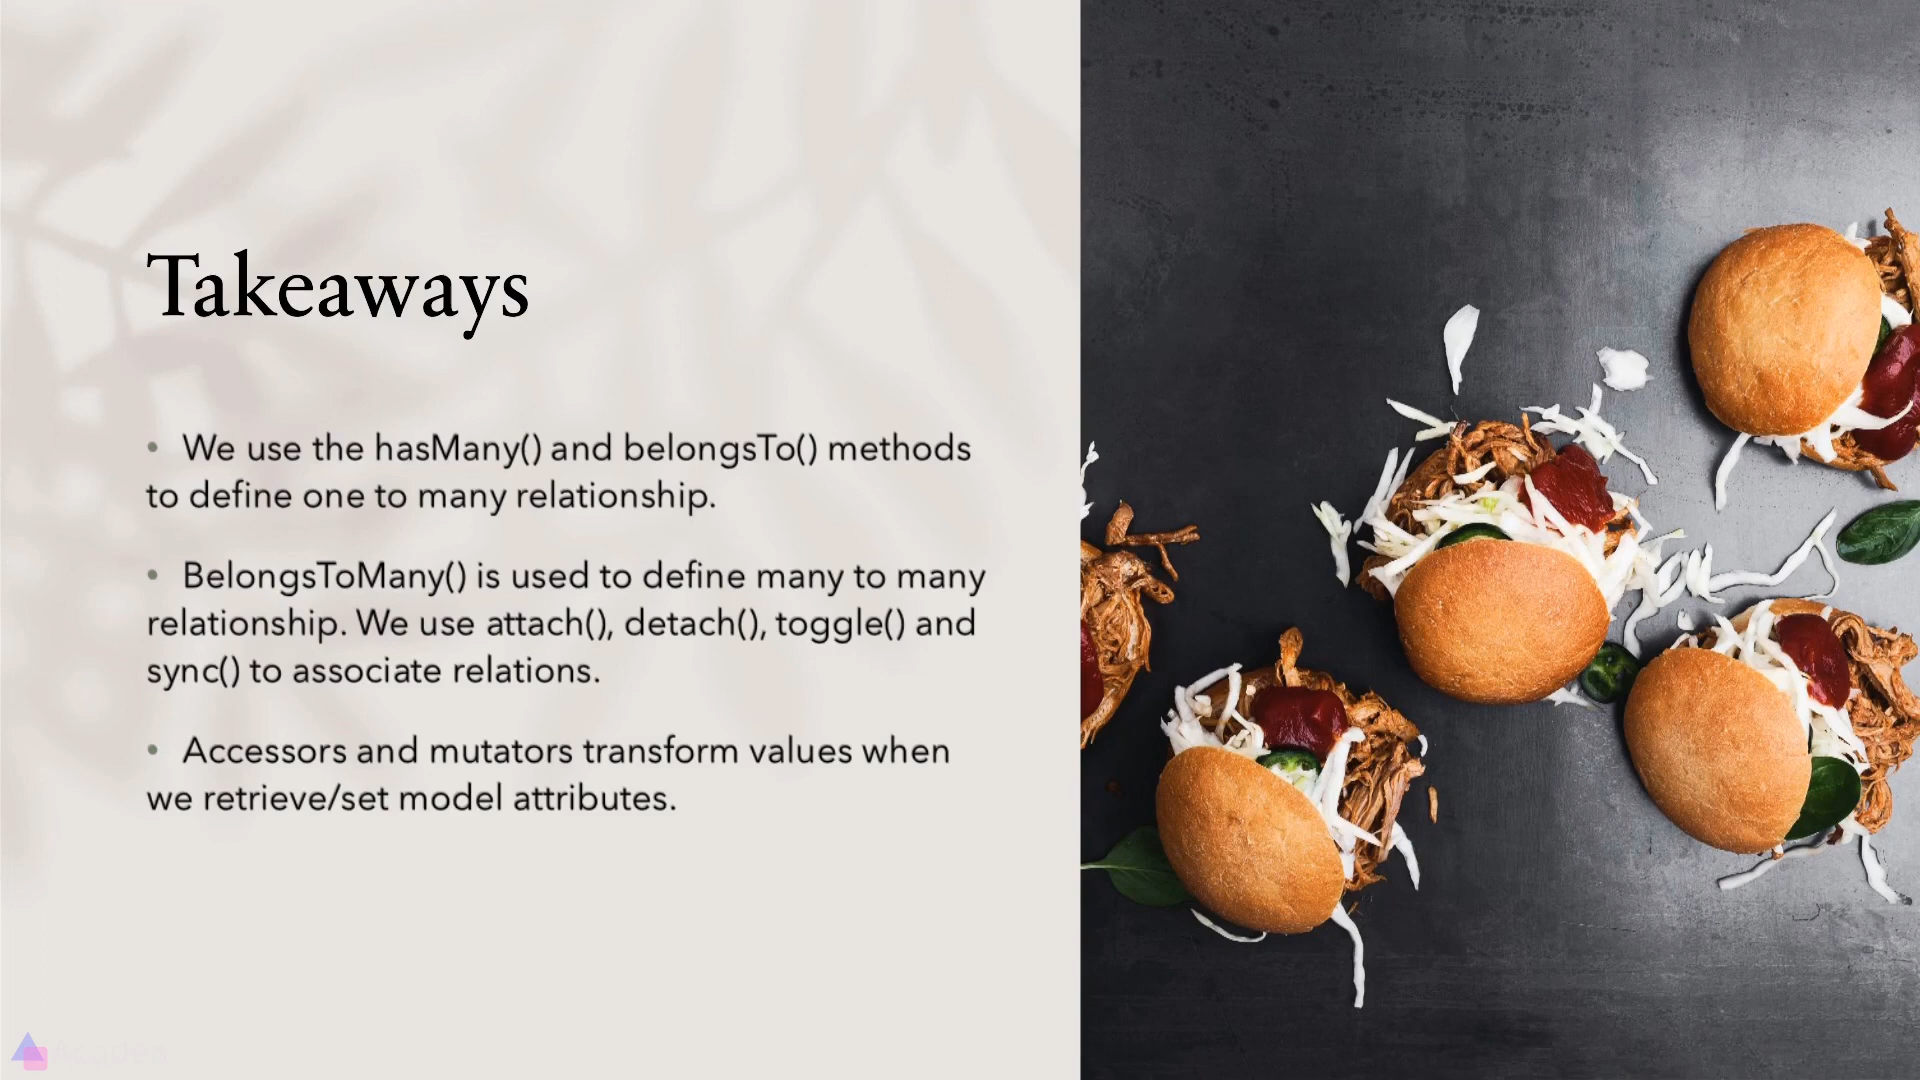 Takeaways
• We use the hasMany() and belongsTo() methods
to define one to many relationship.
• BelongsToMany() is used to define many to many
relationship. We use attach(), detach(), toggle() and
sync() to associate relations.
• Accessors and mutators transform values when
we retrieve/set model attributes.